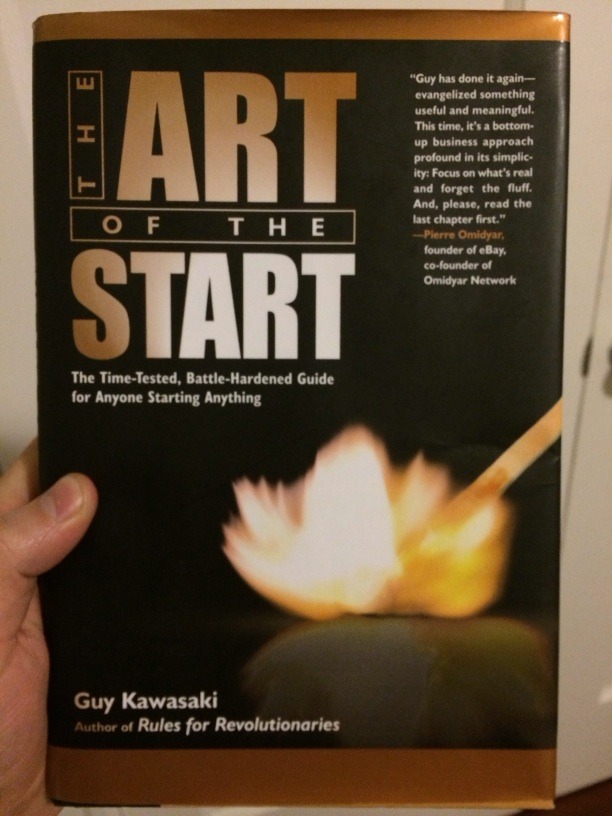 THE ART
OF THE
START
The Time-Tested, Battle-Hardened Guide
for Anyone Starting Anything
"Guy has done it again—
evangelized something
useful and meaningful.
This time, it's a bottom-
up business approach
profound in its simplic-
ity: Focus on what's real
and forget the fluff.
And, please, read the
last chapter first."
—Pierre Omidyar,
founder of eBay,
co-founder of
Omidyar Network
Guy Kawasaki
Author of Rules for Revolutionaries